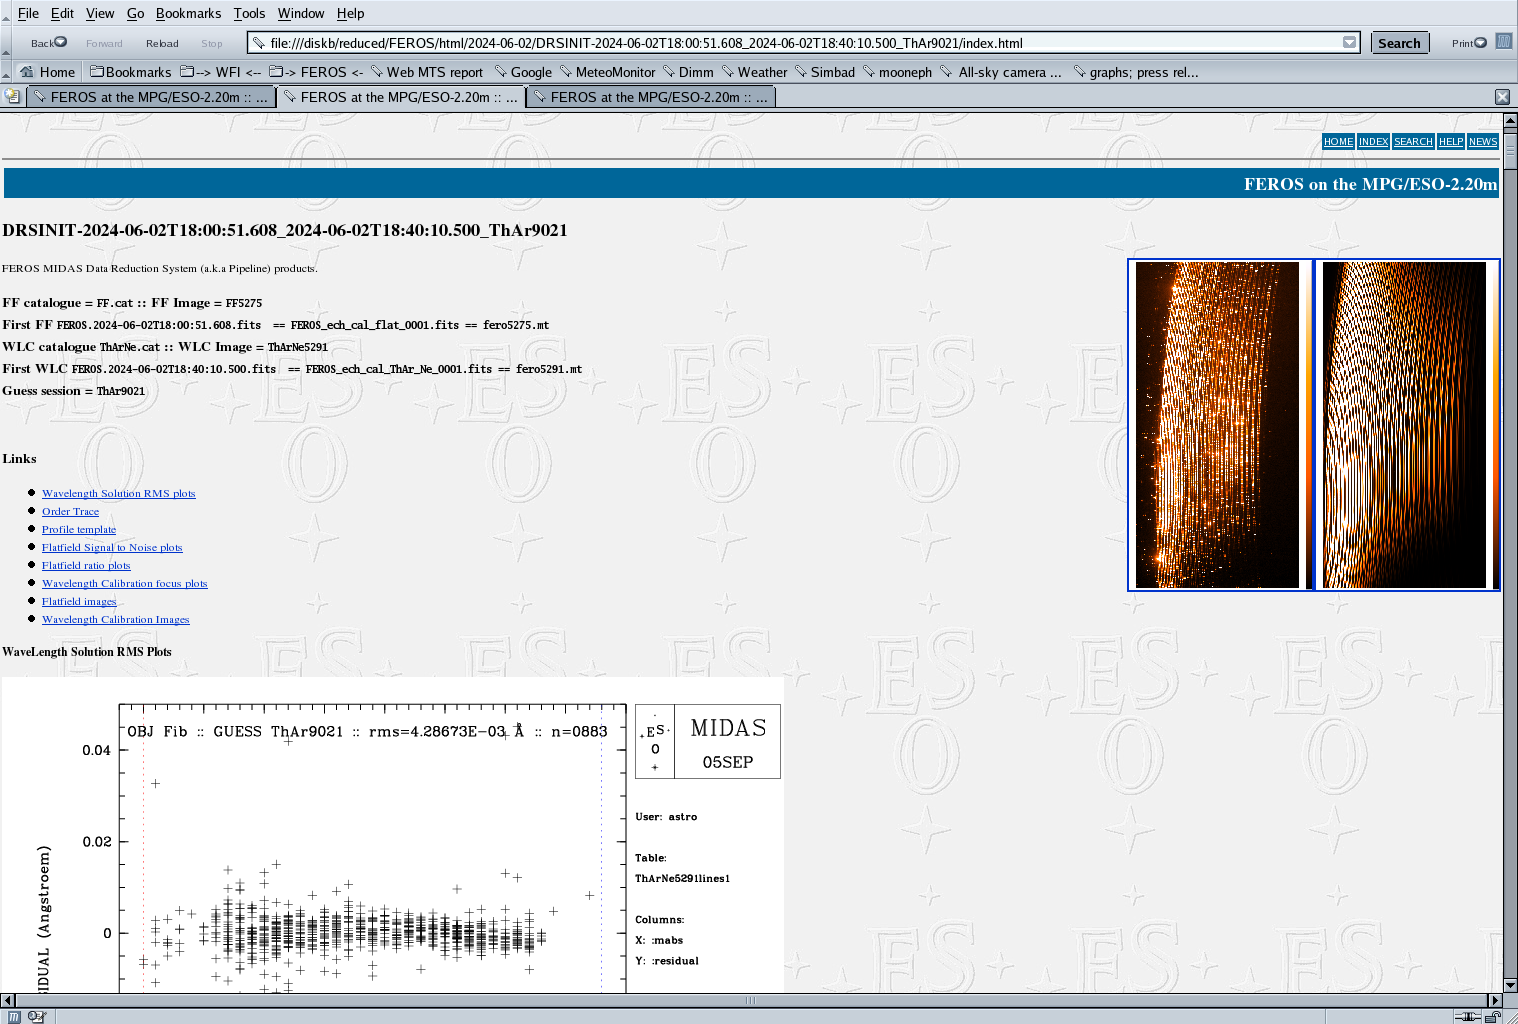 File Edit View Go Bookmarks Tools Window Help
Back Forward Reload Stop file:///diskb/reduced/FEROS/html/2024-06-02/DRSINIT-2024-06-02T18:00:51.608_2024-06-02T18:40:10.500_ThAr9021/index.html Search Print
Home Bookmarks --> WFI <-- -> FEROS <- Web MTS report Google MeteoMonitor Dimm Weather Simbad mooneph All-sky camera ... graphs; press rel...
FEROS at the MPG/ESO-2.20m :: ... FEROS at the MPG/ESO-2.20m :: ... FEROS at the MPG/ESO-2.20m :: ...
HOME INDEX SEARCH HELP NEWS
FEROS on the MPG/ESO-2.20m
DRSINIT-2024-06-02T18:00:51.608_2024-06-02T18:40:10.500_ThAr9021
FEROS MIDAS Data Reduction System (a.k.a Pipeline) products.
FF catalogue = FF.cat :: FF Image = FF5275
First FF FEROS.2024-06-02T18:00:51.608.fits == FEROS_ech_cal_flat_0001.fits == fero5275.mt
WLC catalogue ThArNe.cat :: WLC Image = ThArNe5291
First WLC FEROS.2024-06-02T18:40:10.500.fits == FEROS_ech_cal_ThAr_Ne_0001.fits == fero5291.mt
Guess session = ThAr9021
Links
Wavelength Solution RMS plots
Order Trace
Profile template
Flatfield Signal to Noise plots
Flatfield ratio plots
Wavelength Calibration focus plots
Flatfield images
Wavelength Calibration Images
WaveLength Solution RMS Plots
OBJ Fib :: GUESS ThAr9021 :: rms=4.28673E-03 Å :: n=0883
0.04
0.02
0
SIDUAL (Angstroem)
ES
O
MIDAS
05SEP
User: astro
Table:
ThArNe5291lines1
Columns:
X: :mabs
Y: :residual